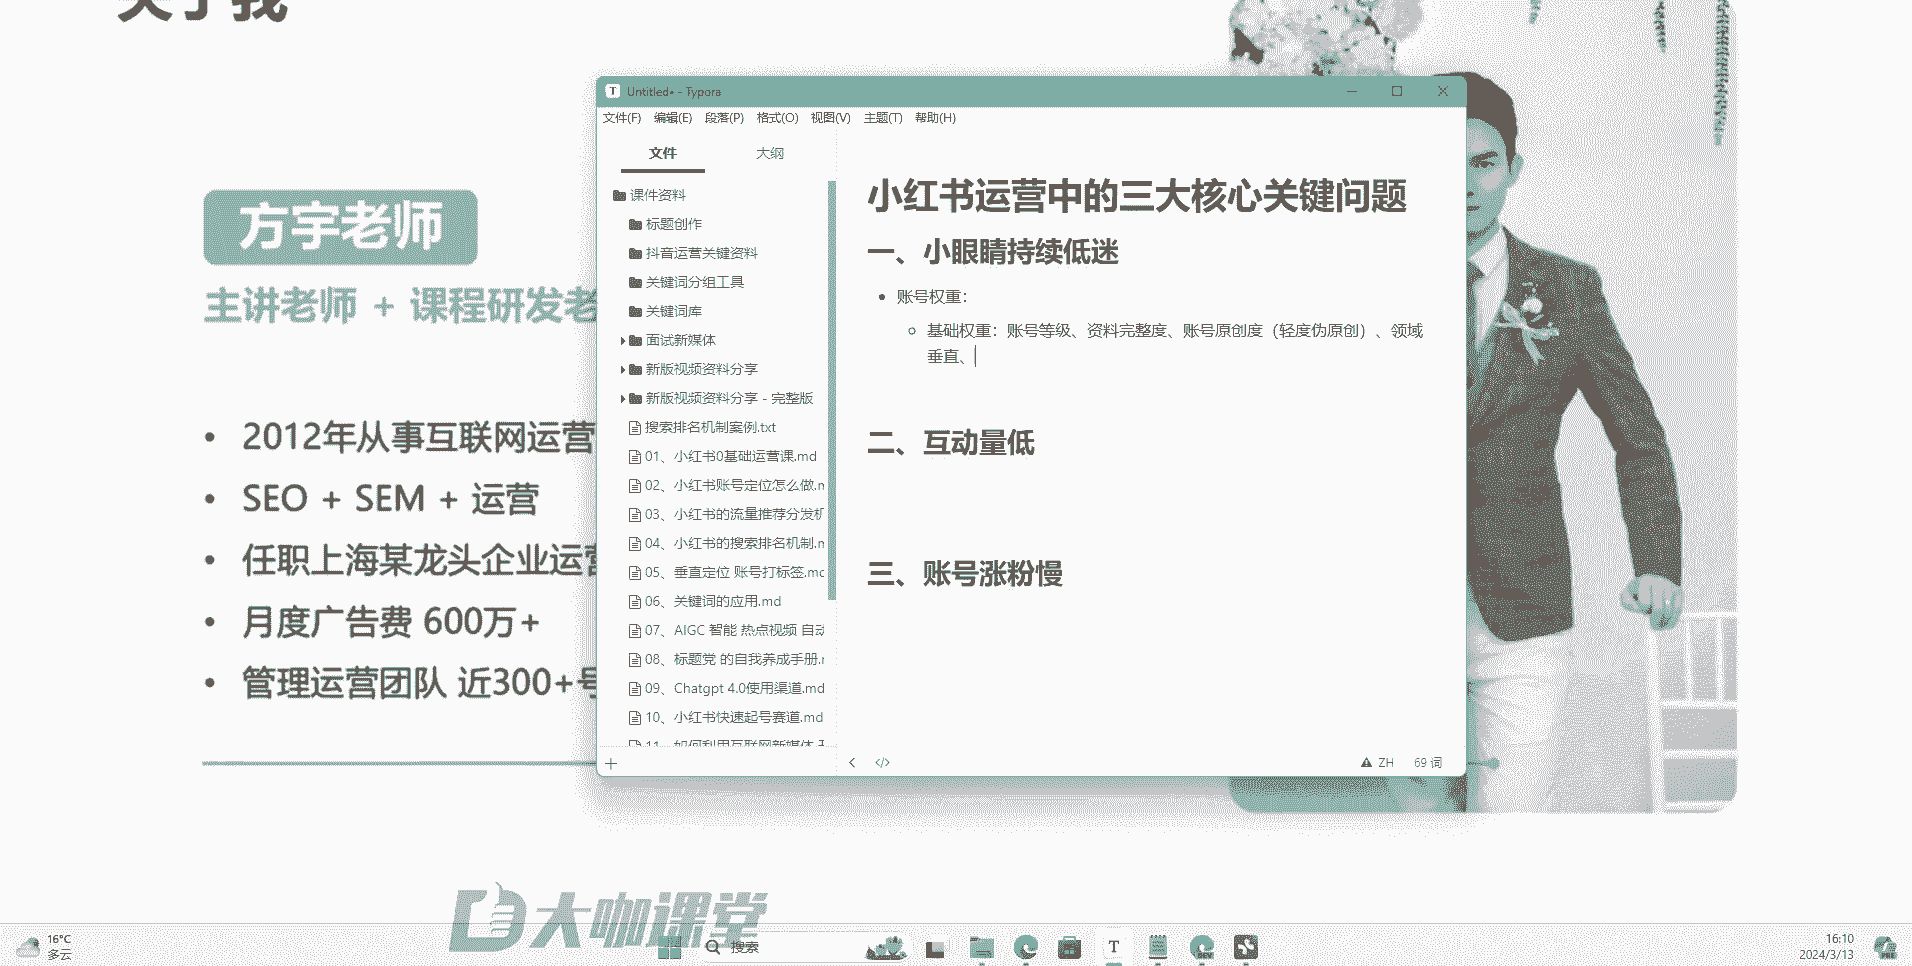 关于我
方宇老师
主讲老师 + 课程研发老
2012年从事互联网运营
SEO + SEM + 运营
任职上海某龙头企业运营
月度广告费 600万+
管理运营团队 近300+号
Untitled• - Typora
文件(F) 编辑(E) 段落(P) 格式(O) 视图(V) 主题(T) 帮助(H)
文件 大纲
课件资料
标题创作
抖音运营关键资料
关键词分组工具
关键词库
面试新媒体
新版视频资料分享
新版视频资料分享 - 完整版
搜索排名机制案例.txt
01、小红书0基础运营课.md
02、小红书账号定位怎么做.m
03、小红书的流量推荐分发机
04、小红书的搜索排名机制.m
05、垂直定位 账号打标签.md
06、关键词的应用.md
07、AIGC 智能 热点视频 自动
08、标题党 的自我养成手册.m
09、Chatgpt 4.0使用渠道.md
10、小红书快速起号赛道.md
11、如何利用互联网新媒体
小红书运营中的三大核心关键问题
一、小眼睛持续低迷
账号权重：
基础权重：账号等级、资料完整度、账号原创度（轻度伪原创）、领域
垂直、
二、互动量低
三、账号涨粉慢
ZH 69 词
大咖课堂
16°C
多云
搜索
T
DEV
16:10
2024/3/13
PRE